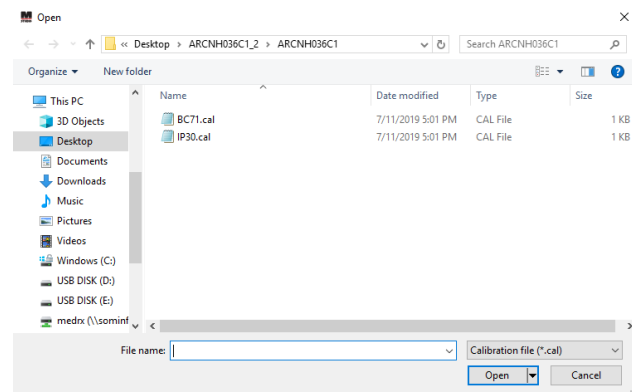 Open
« Desktop > ARCNH036C1_2 > ARCNH036C1
Search ARCNH036C1
Organize
New folder
?
Name
Date modified
Type
Size
BC71.cal
7/11/2019 5:01 PM
CAL File
1 KB
IP30.cal
7/11/2019 5:01 PM
CAL File
1 KB
This PC
3D Objects
Desktop
Documents
Downloads
Music
Pictures
Videos
Windows (C:)
USB DISK (D:)
USB DISK (E:)
medrx (\\sominf
File name:
Calibration file (*.cal)
Open
Cancel